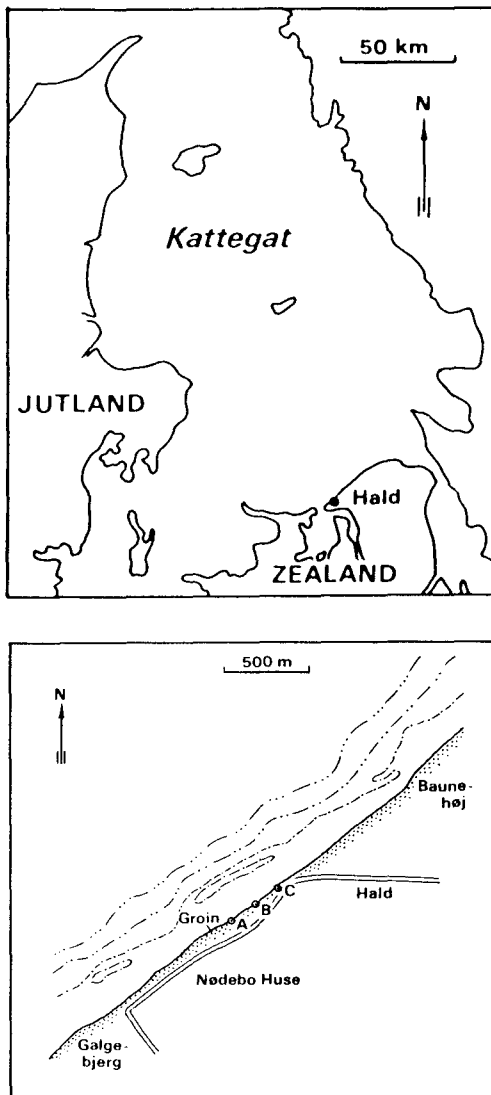 50 km
N
Kattegat
JUTLAND
Hald
ZEALAND
500 m
N
Baune-
høj
C
Hald
B
Groin
A
Nødebo Huse
Galge-
bjerg